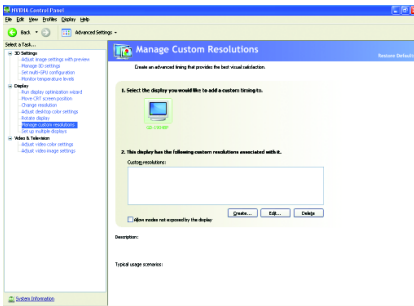 NVIDIA Control Panel
File Edit View Profiles Display Help
Back Advanced Settings
Select a Task...
3D Settings
Adjust image settings with preview
Manage 3D settings
Set multi-GPU configuration
Monitor temperature levels
Display
Run display optimization wizard
Move CRT screen position
Change resolution
Adjust desktop color settings
Rotate display
Manage custom resolutions
Set up multiple displays
Video & Television
Adjust video color settings
Adjust video image settings
System Information
Manage Custom Resolutions
Restore Defaults
Create an advanced timing that provides the best visual satisfaction
1. Select the display you would like to add a custom timing to.
2. This display has the following custom resolutions associated with it.
Custom resolutions:
Create... Edit... Delete
Allow modes not exposed by the display
Description:
Typical usage scenarios: